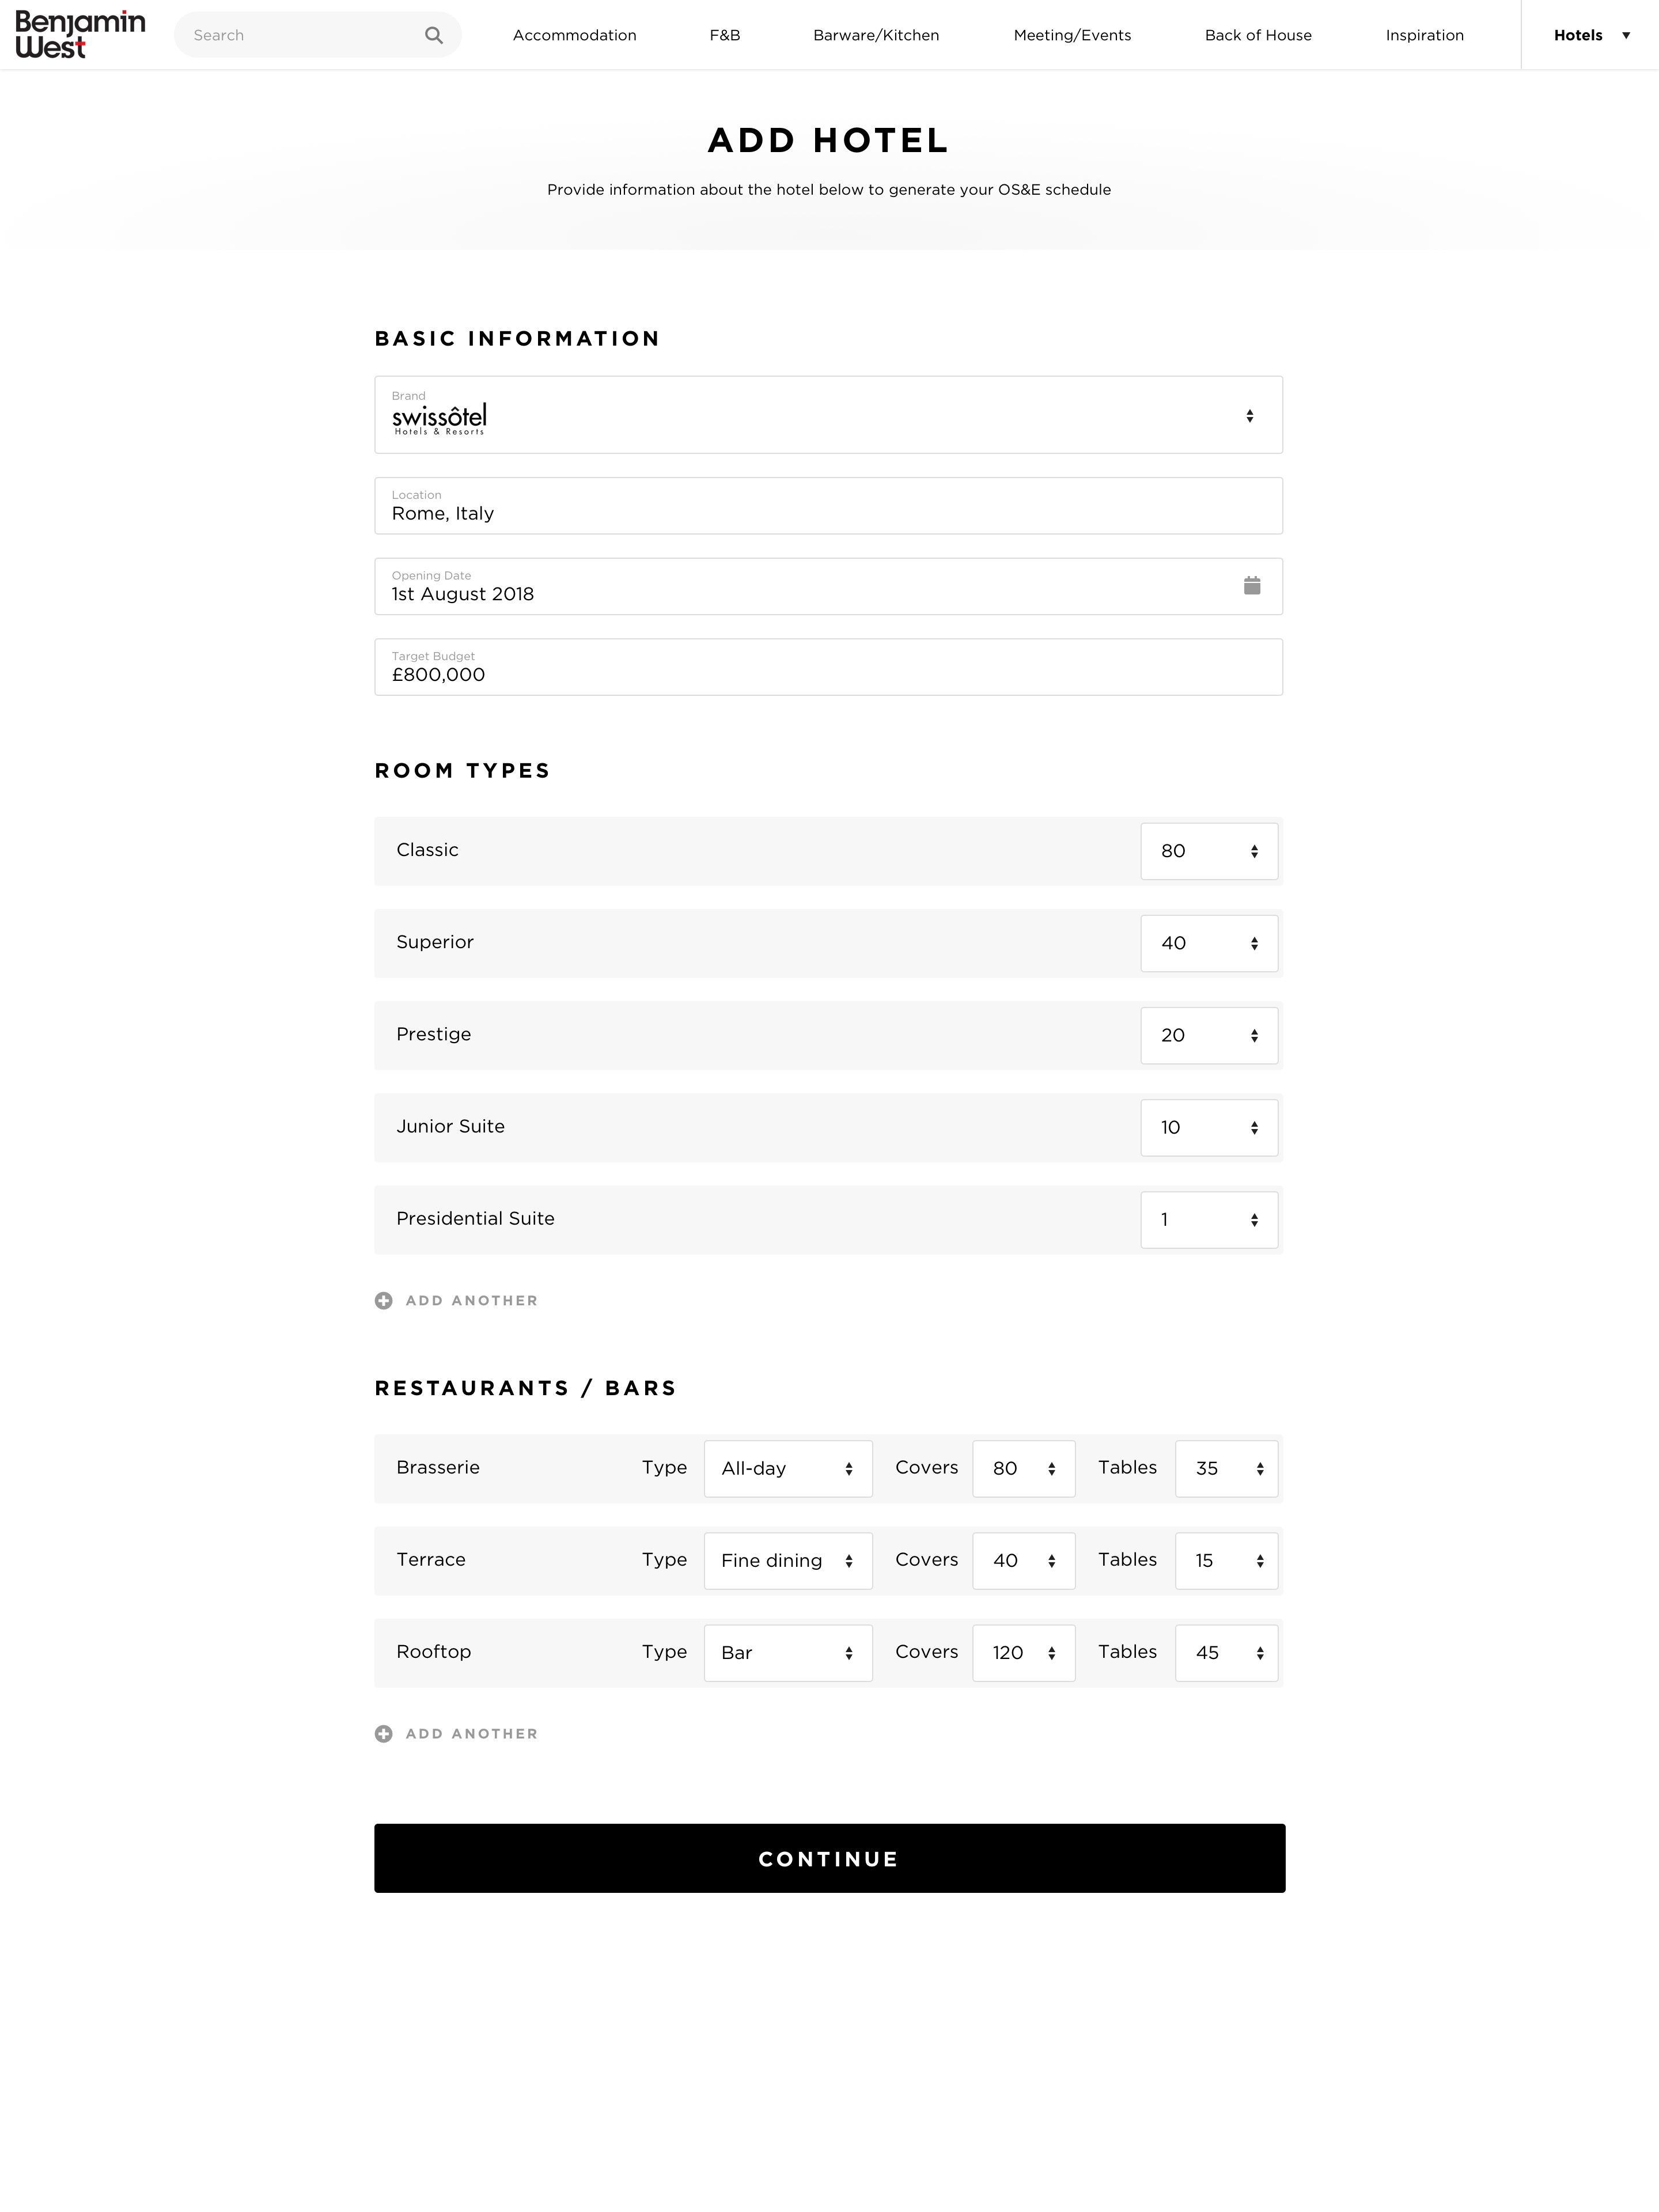 Benjamin
West
Search
Accommodation
F&B
Barware/Kitchen
Meeting/Events
Back of House
Inspiration
Hotels
ADD HOTEL
Provide information about the hotel below to generate your OS&E schedule
BASIC INFORMATION
Brand
swissôtel
Hotels & Resorts
Location
Rome, Italy
Opening Date
1st August 2018
Target Budget
£800,000
ROOM TYPES
Classic 80
Superior 40
Prestige 20
Junior Suite 10
Presidential Suite 1
ADD ANOTHER
RESTAURANTS / BARS
Brasserie Type All-day Covers 80 Tables 35
Terrace Type Fine dining Covers 40 Tables 15
Rooftop Type Bar Covers 120 Tables 45
ADD ANOTHER
CONTINUE